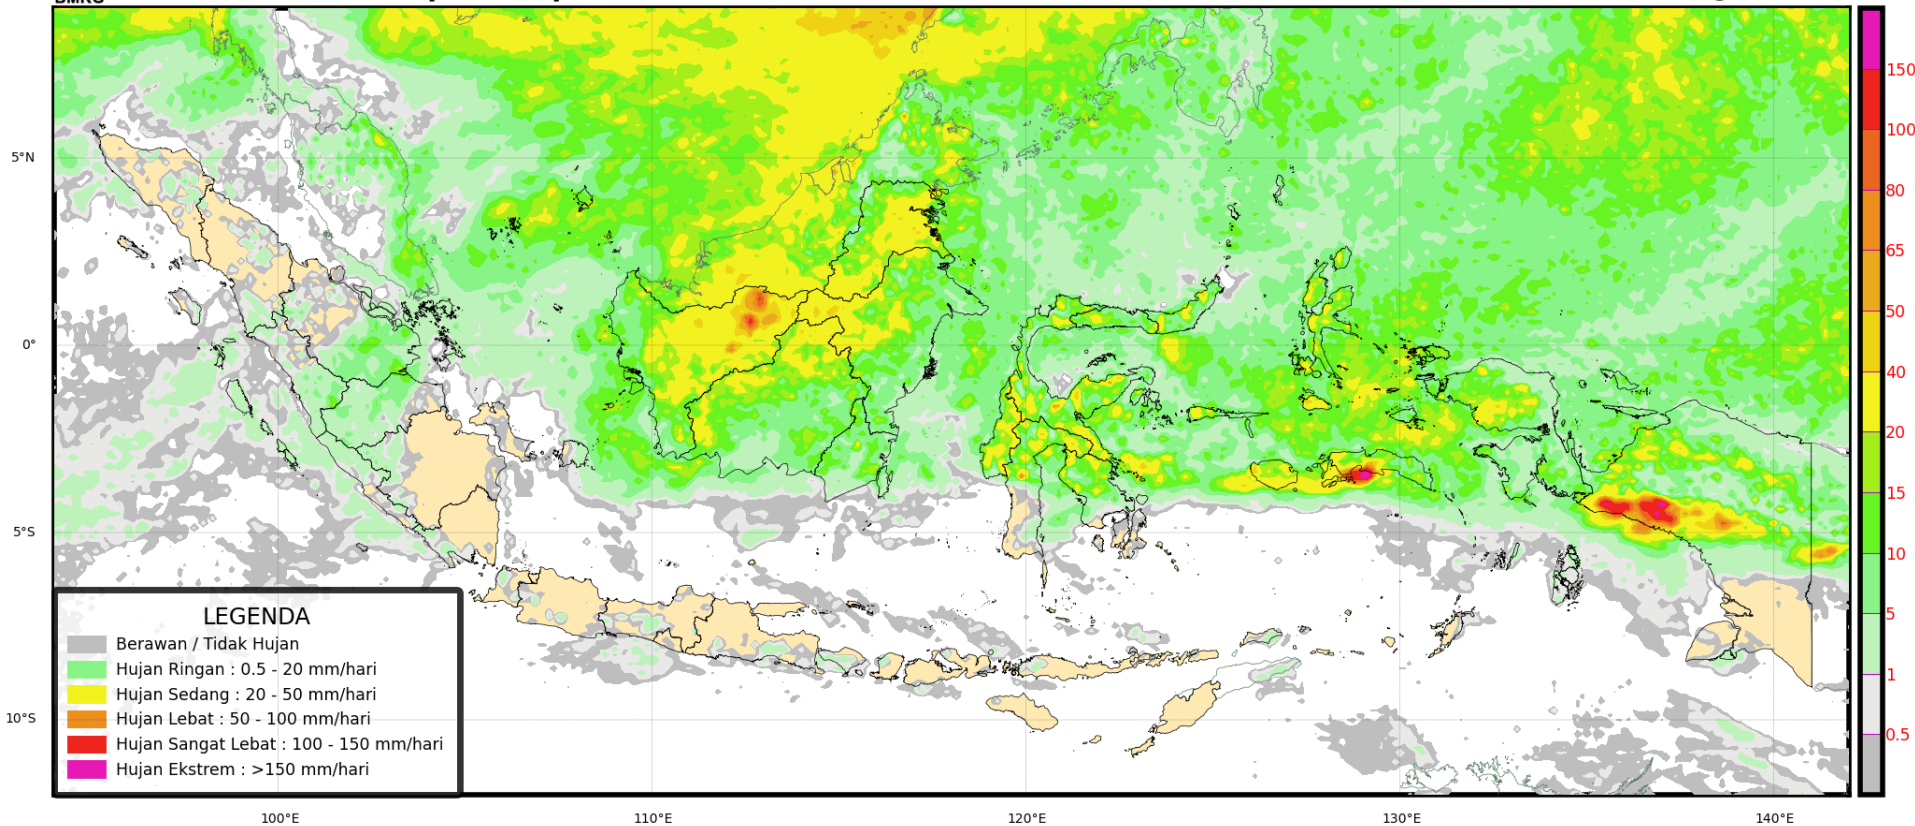 BMKG
5°N
0°
5°S
10°S
100°E
110°E
120°E
130°E
140°E
LEGENDA
Berawan / Tidak Hujan
Hujan Ringan : 0.5 - 20 mm/hari
Hujan Sedang : 20 - 50 mm/hari
Hujan Lebat : 50 - 100 mm/hari
Hujan Sangat Lebat : 100 - 150 mm/hari
Hujan Ekstrem : >150 mm/hari
150
100
80
65
50
40
20
15
10
5
1
0.5